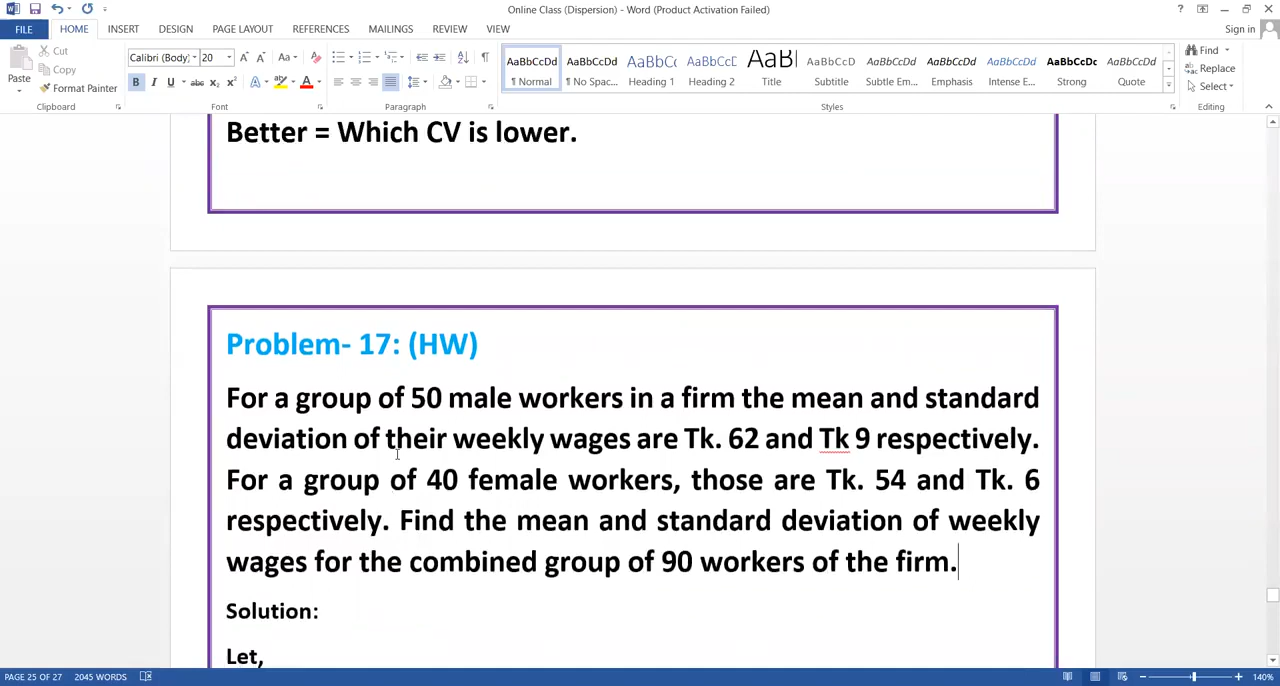 Online Class (Dispersion) - Word (Product Activation Failed)
FILE HOME INSERT DESIGN PAGE LAYOUT REFERENCES MAILINGS REVIEW VIEW Sign in
Paste Cut Copy Format Painter
Calibri (Body) 20
AaBbCcDd AaBbCcDd AaBbC( AaBbCcD AaB AaBbCcDd AaBbCcDd AaBbCcDd AaBbCcDd AaBbCcDc AaBbCcDd
¶ Normal ¶ No Spac... Heading 1 Heading 2 Title Subtitle Subtle Em... Emphasis Intense E... Strong Quote
Find Replace Select
Clipboard Font Paragraph Styles Editing
Better = Which CV is lower.
Problem- 17: (HW)
For a group of 50 male workers in a firm the mean and standard
deviation of their weekly wages are Tk. 62 and Tk 9 respectively.
For a group of 40 female workers, those are Tk. 54 and Tk. 6
respectively. Find the mean and standard deviation of weekly
wages for the combined group of 90 workers of the firm.
Solution:
Let,
PAGE 25 OF 27 2045 WORDS 140%